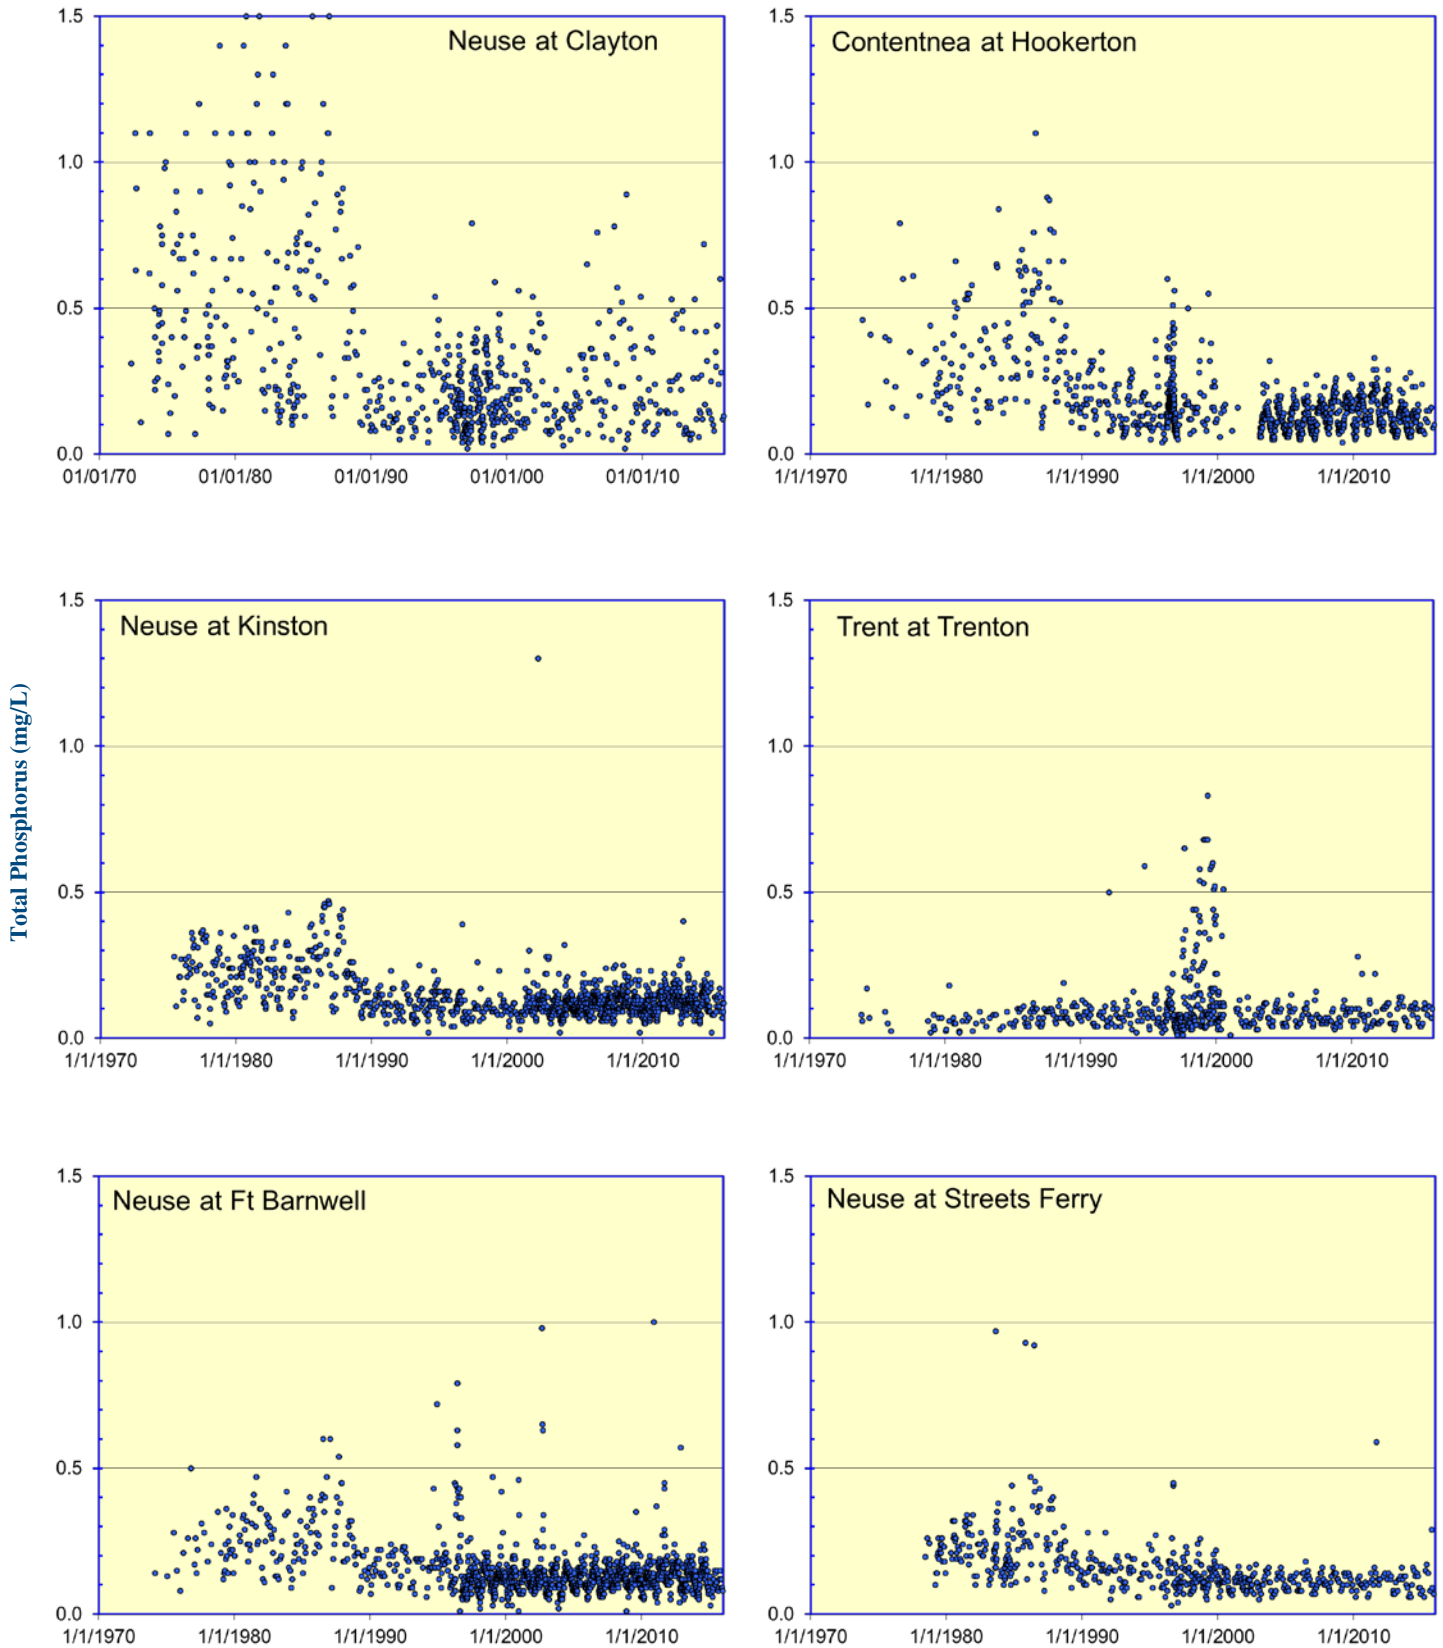 Total Phosphorus (mg/L)
Neuse at Clayton
1.5
1.0
0.5
0.0
01/01/70 01/01/80 01/01/90 01/01/00 01/01/10
Contentnea at Hookerton
1.5
1.0
0.5
0.0
1/1/1970 1/1/1980 1/1/1990 1/1/2000 1/1/2010
Neuse at Kinston
1.5
1.0
0.5
0.0
1/1/1970 1/1/1980 1/1/1990 1/1/2000 1/1/2010
Trent at Trenton
1.5
1.0
0.5
0.0
1/1/1970 1/1/1980 1/1/1990 1/1/2000 1/1/2010
Neuse at Ft Barnwell
1.5
1.0
0.5
0.0
1/1/1970 1/1/1980 1/1/1990 1/1/2000 1/1/2010
Neuse at Streets Ferry
1.5
1.0
0.5
0.0
1/1/1970 1/1/1980 1/1/1990 1/1/2000 1/1/2010